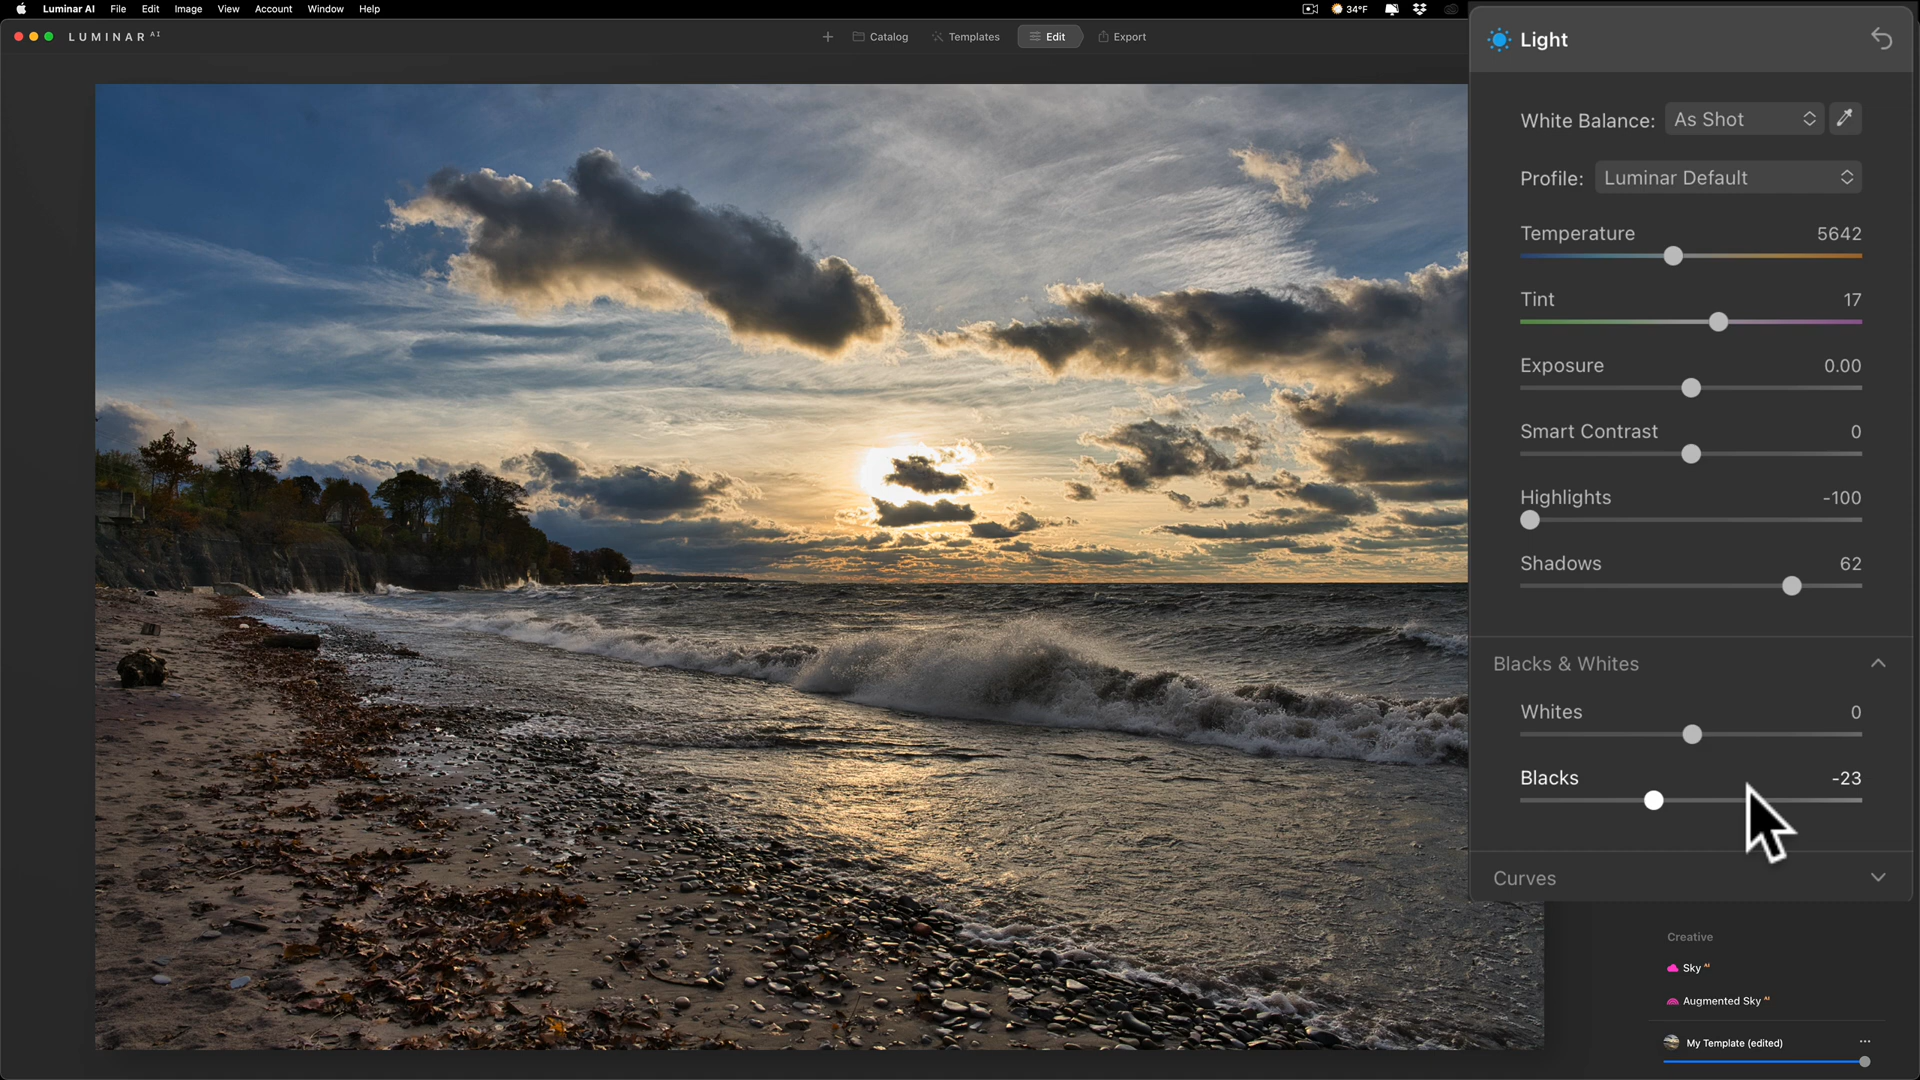 Luminar AI File Edit Image View Account Window Help 34°F
LUMINAR AI
Catalog Templates Edit Export
Light
White Balance: As Shot
Profile: Luminar Default
Temperature 5642
Tint 17
Exposure 0.00
Smart Contrast 0
Highlights -100
Shadows 62
Blacks & Whites
Whites 0
Blacks -23
Curves
Creative
Sky AI
Augmented Sky AI
My Template (edited)